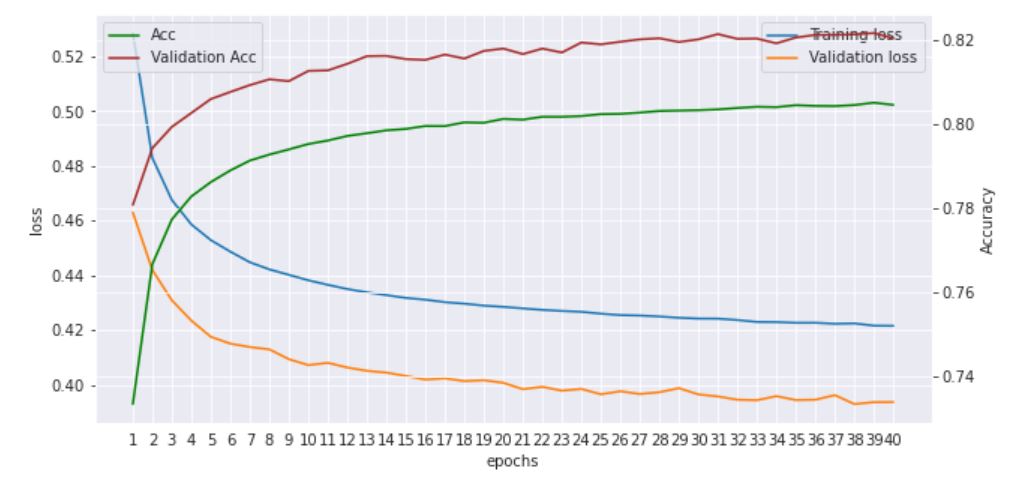 Acc
Validation Acc
Training loss
Validation loss
0.52
0.50
0.48
0.46
0.44
0.42
0.40
loss
0.82
0.80
0.78
0.76
0.74
Accuracy
1 2 3 4 5 6 7 8 9 10 11 12 13 14 15 16 17 18 19 20 21 22 23 24 25 26 27 28 29 30 31 32 33 34 35 36 37 38 39 40
epochs